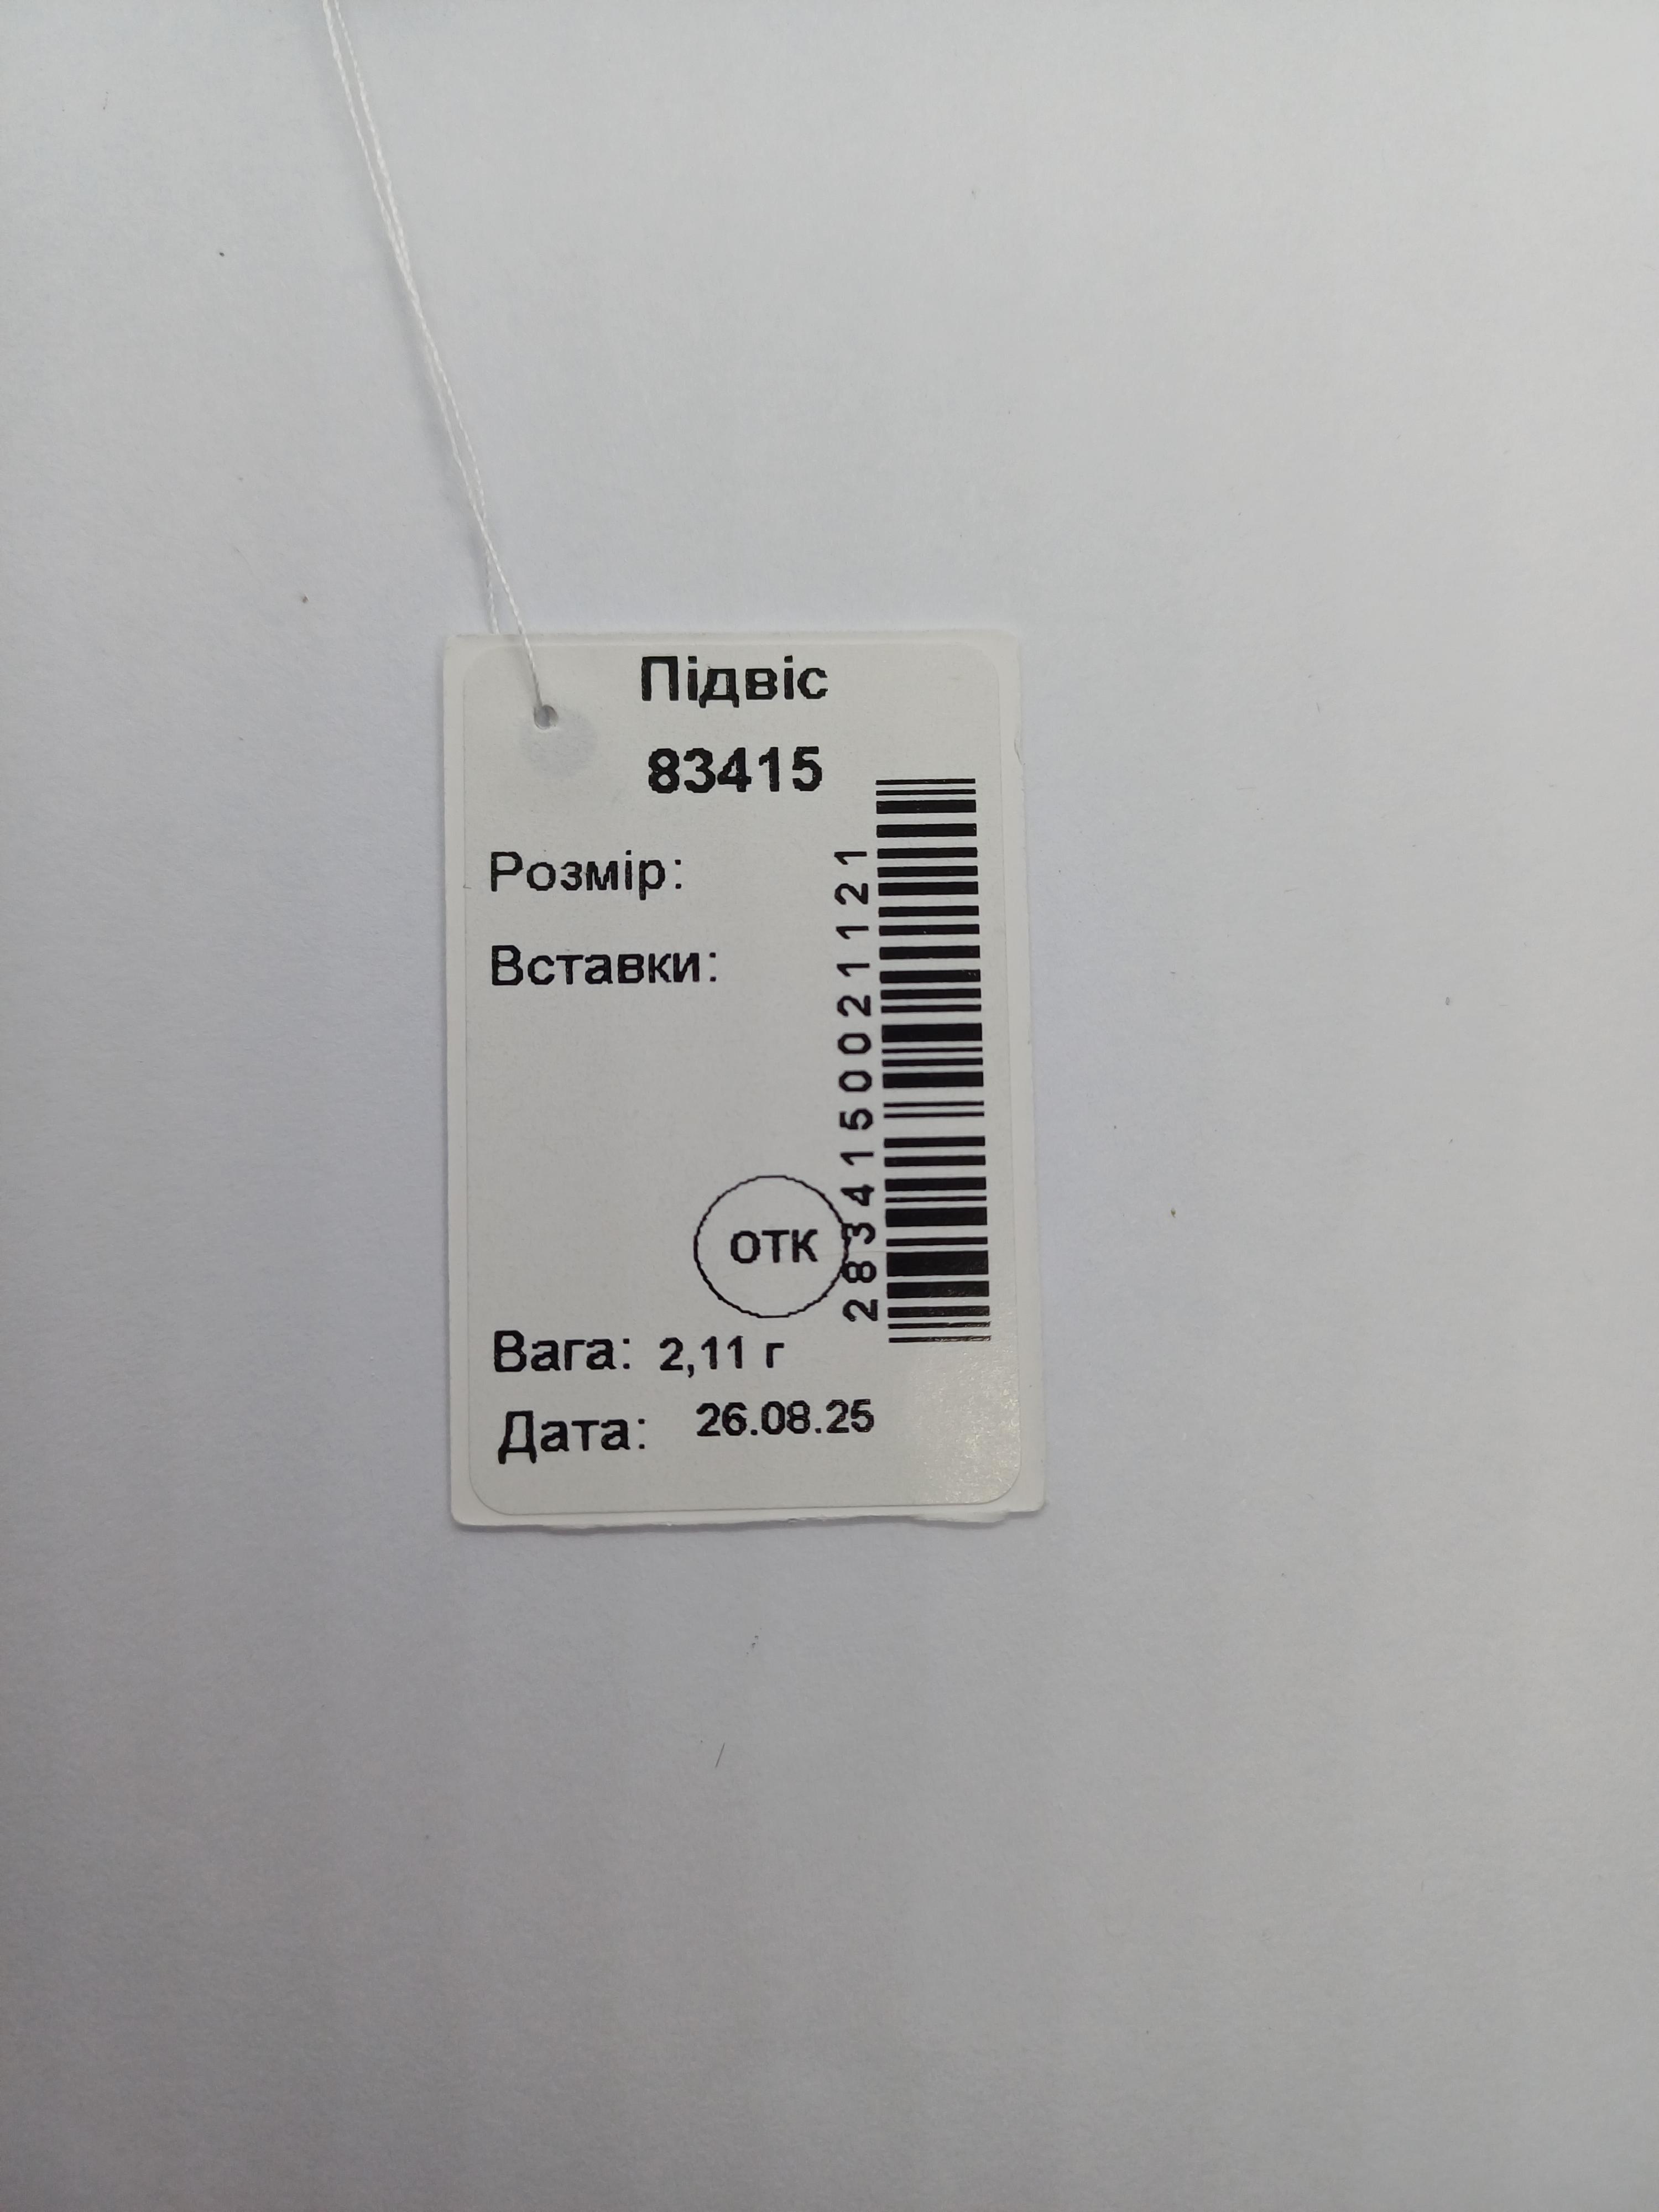 Підвіс
83415
Розмір:
Вставки:
2834150021121
ОТК
Вага: 2,11 г
Дата: 26.08.25